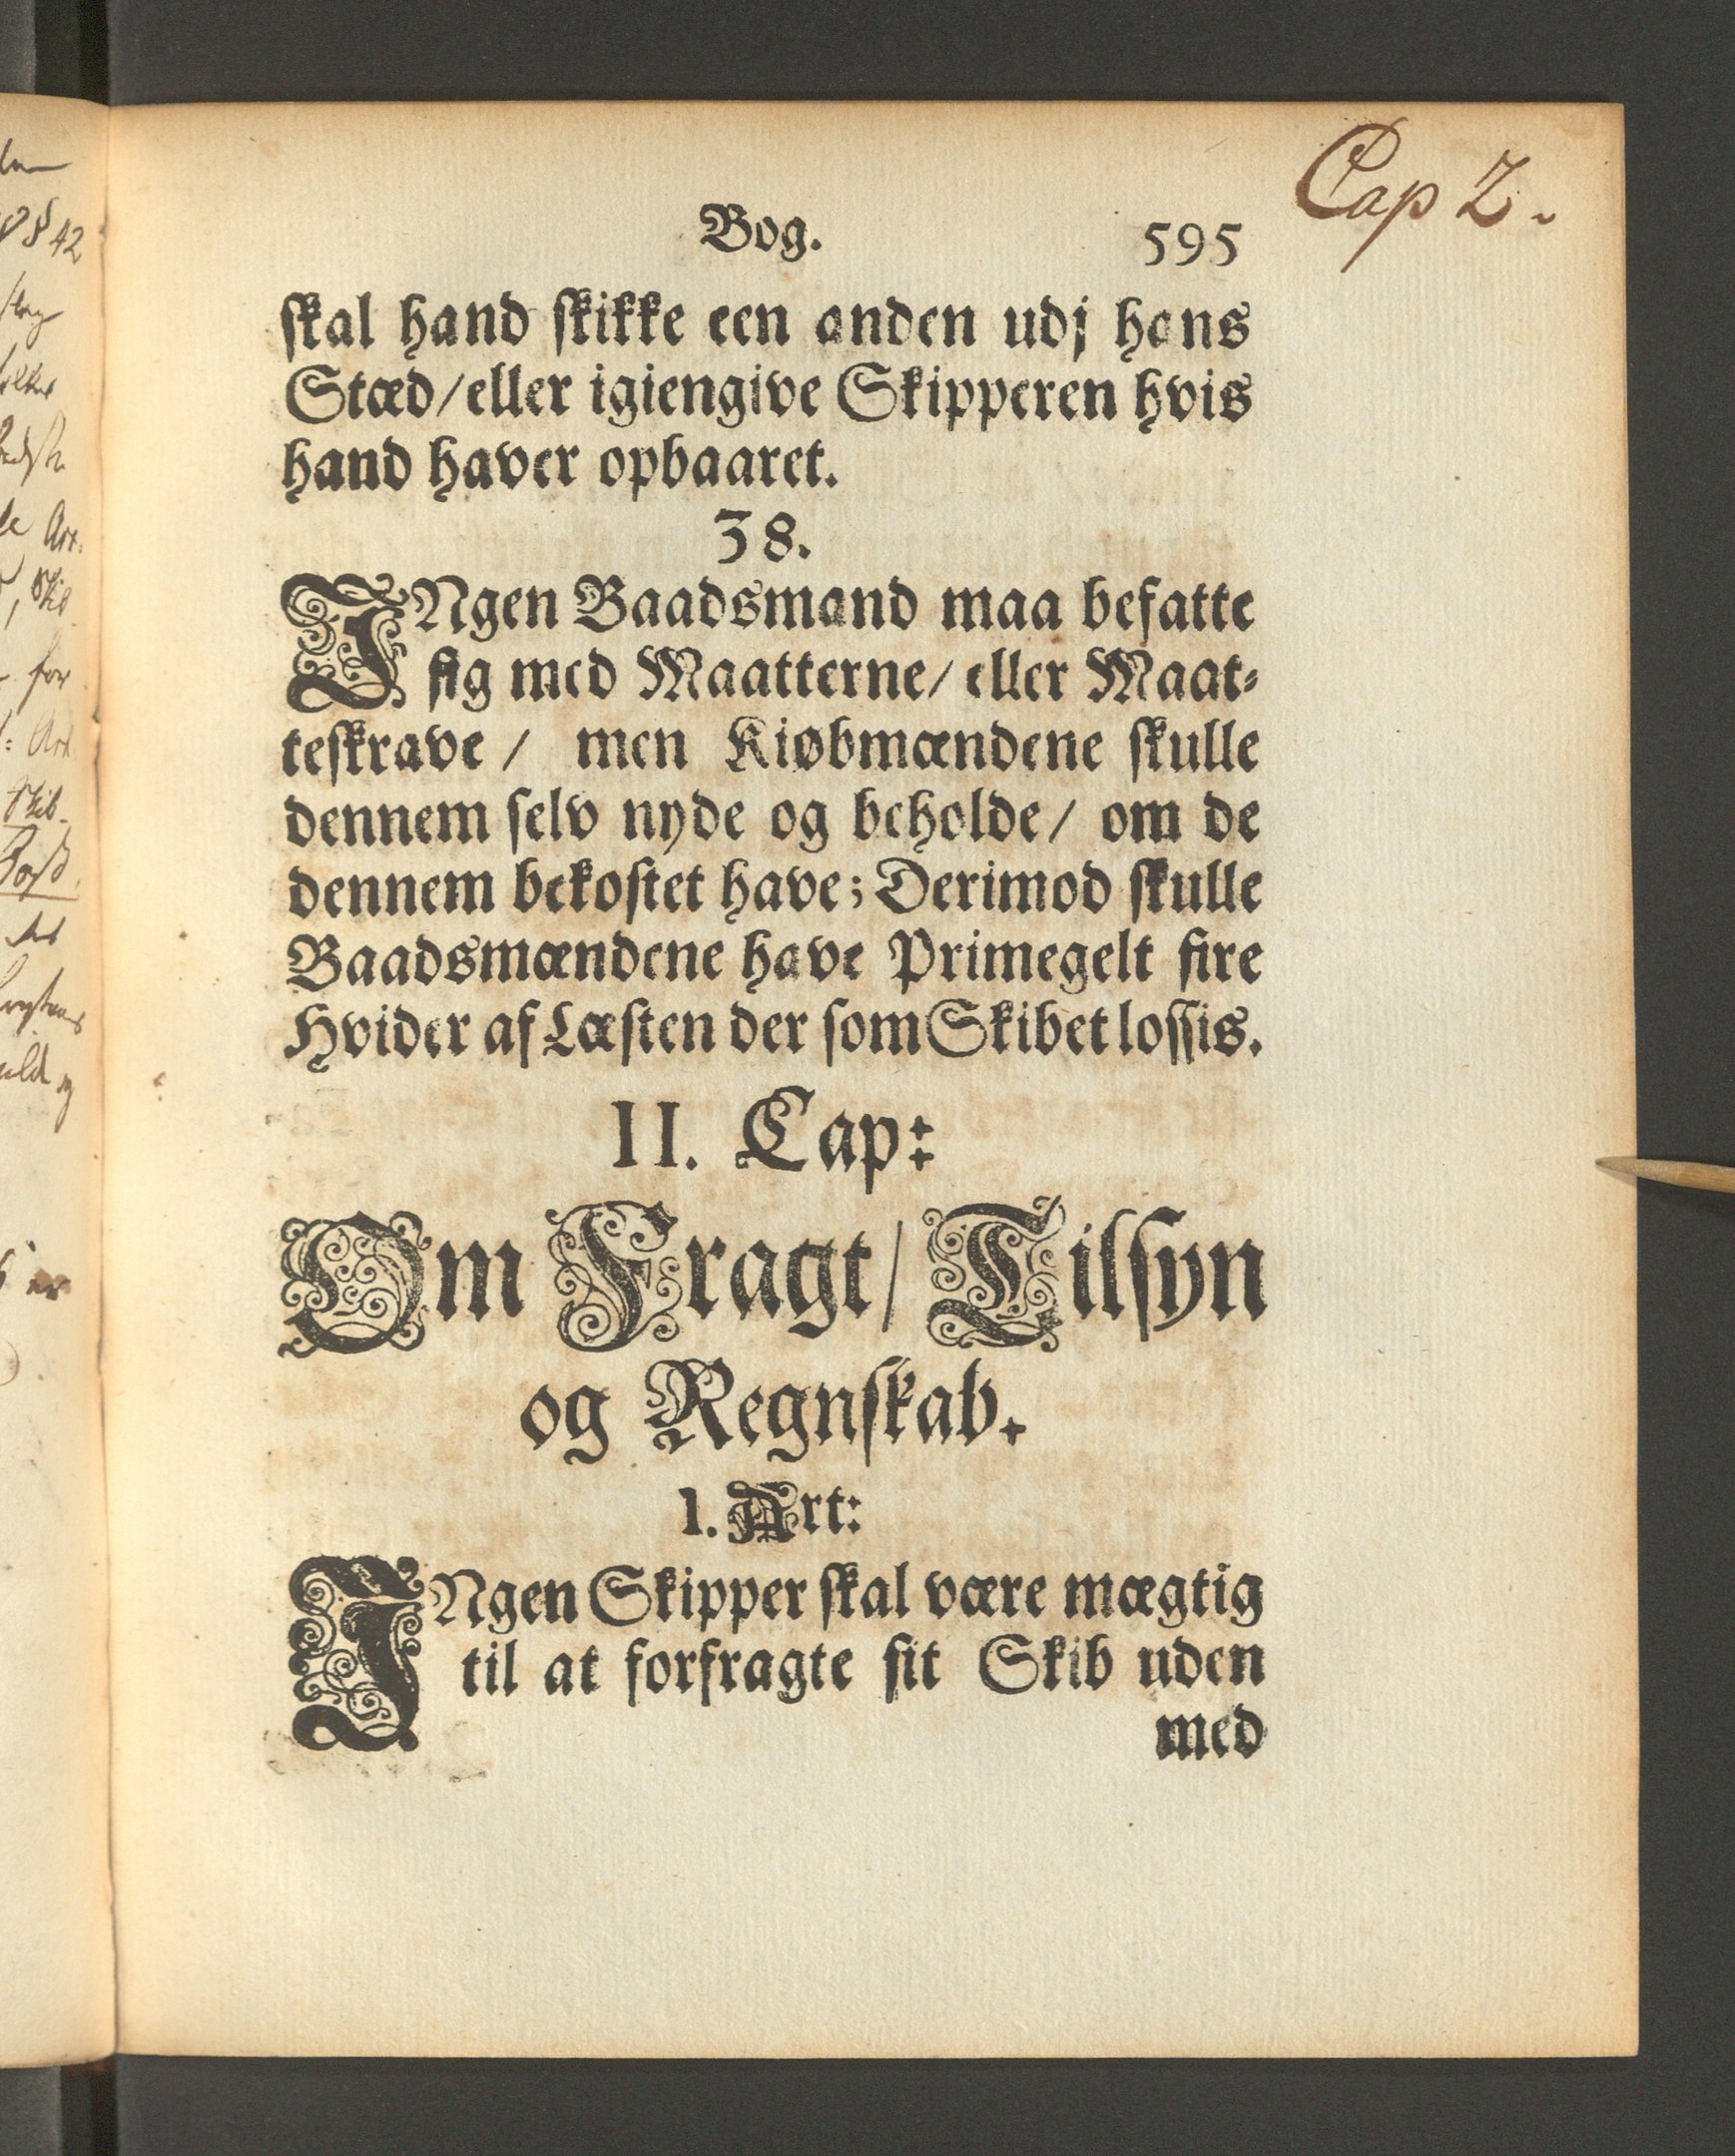 Cap 2.
Bog. 595
skal hand skikke een anden udj hans
Stæd/eller igiengive Skipperen hvis
hand haver opbaaret.
38.
INgen Baadsmand maa befatte
sig med Maatterne/ eller Maat-
teskrave / men Kiøbmændene skulle
dennem selv nyde og beholde/ om de
dennem bekostet have; Derimod skulle
Baadsmændene have Primegelt fire
Hvider af Læsten der som Skibet lossis.
II. Cap:
Om Fragt/ Tilsyn
og Regnskab.
1. Art:
INgen Skipper skal være mægtig
til at forfragte sit Skib uden
med